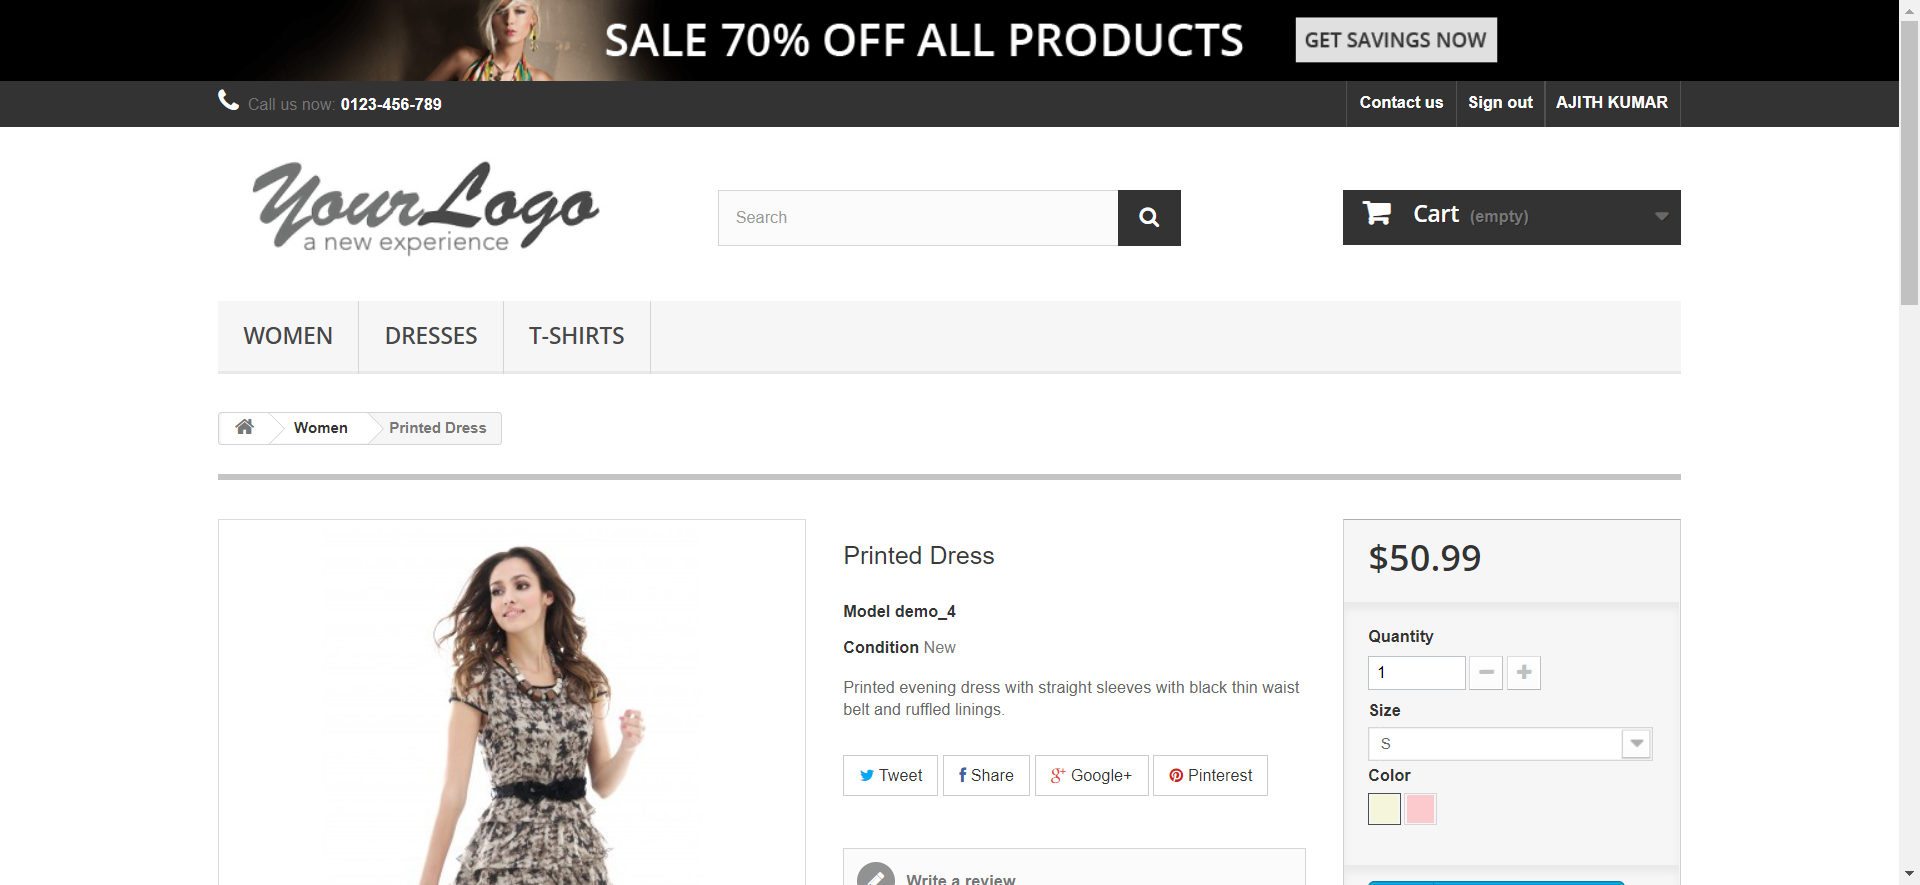 SALE 70% OFF ALL PRODUCTS GET SAVINGS NOW
Call us now: 0123-456-789 Contact us Sign out AJITH KUMAR
Your Logo
a new experience
Search
Cart (empty)
WOMEN DRESSES T-SHIRTS
Women Printed Dress
Printed Dress
$50.99
Model demo_4
Condition New
Quantity
1
Printed evening dress with straight sleeves with black thin waist
belt and ruffled linings.
Size
S
Tweet Share Google+ Pinterest
Color
Write a review